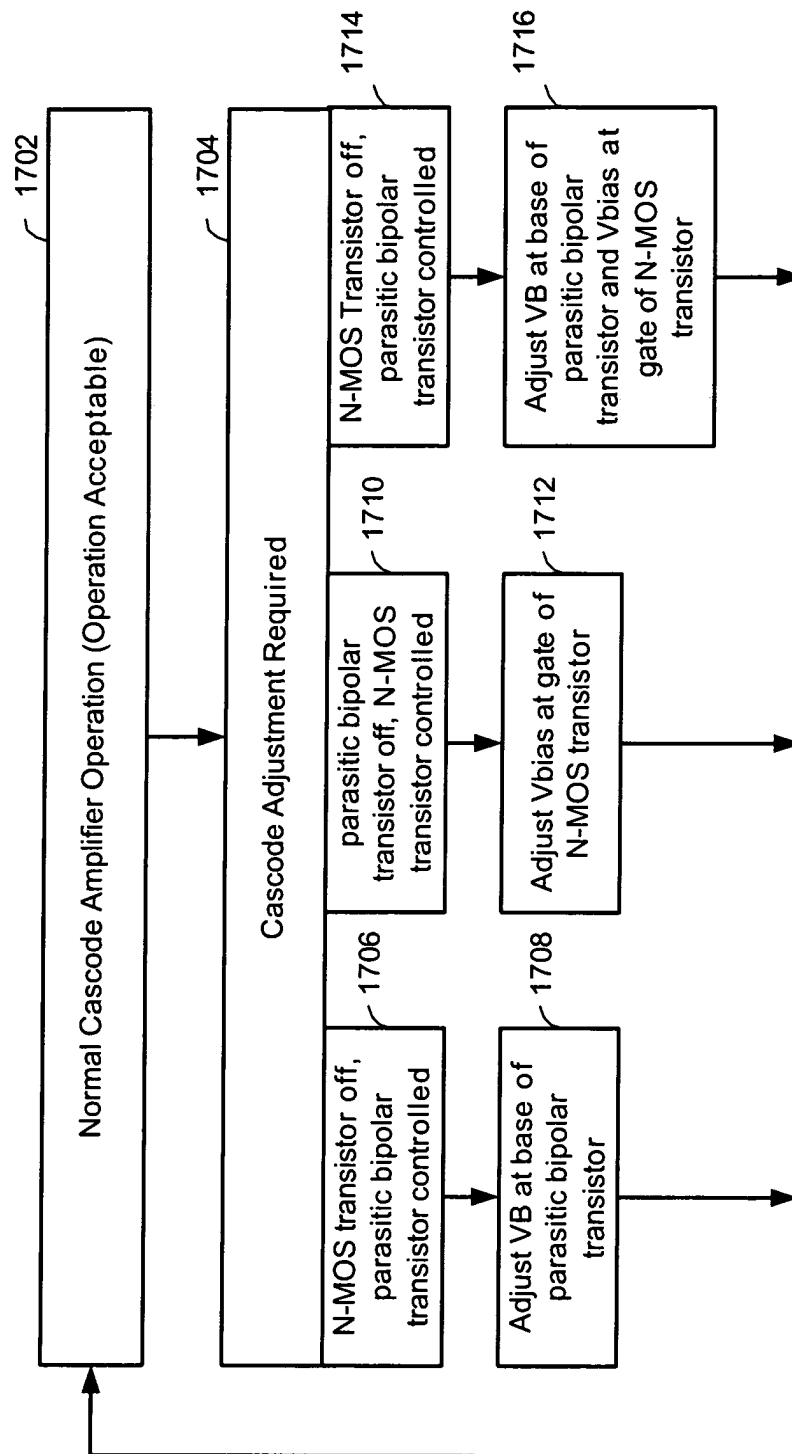 1702
Normal Cascode Amplifier Operation (Operation Acceptable)
1704
Cascode Adjustment Required
1706
N-MOS transistor off,
parasitic bipolar
transistor controlled
1708
Adjust VB at base of
parasitic bipolar
transistor
1710
parasitic bipolar
transistor off, N-MOS
transistor controlled
1712
Adjust Vbias at gate of
N-MOS transistor
1714
N-MOS Transistor off,
parasitic bipolar
transistor controlled
1716
Adjust VB at base of
parasitic bipolar
transistor and Vbias at
gate of N-MOS
transistor